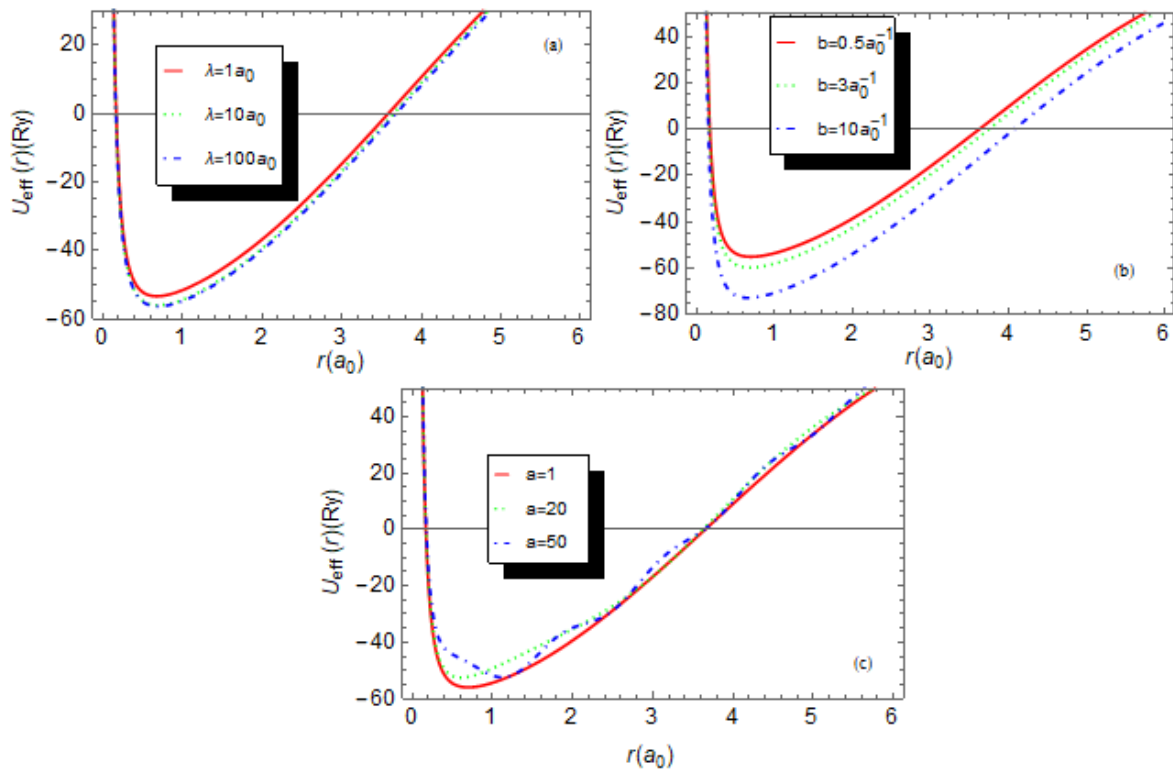 (a)
λ=1a₀
λ=10a₀
λ=100a₀
20
0
−20
−40
−60
U_eff (r)(Ry)
0 1 2 3 4 5 6
r(a₀)
b=0.5a₀⁻¹
b=3a₀⁻¹
b=10a₀⁻¹
40
20
0
−20
−40
−60
−80
U_eff (r)(Ry)
(b)
0 1 2 3 4 5 6
r(a₀)
a=1
a=20
a=50
40
20
0
−20
−40
−60
U_eff (r)(Ry)
(c)
0 1 2 3 4 5 6
r(a₀)